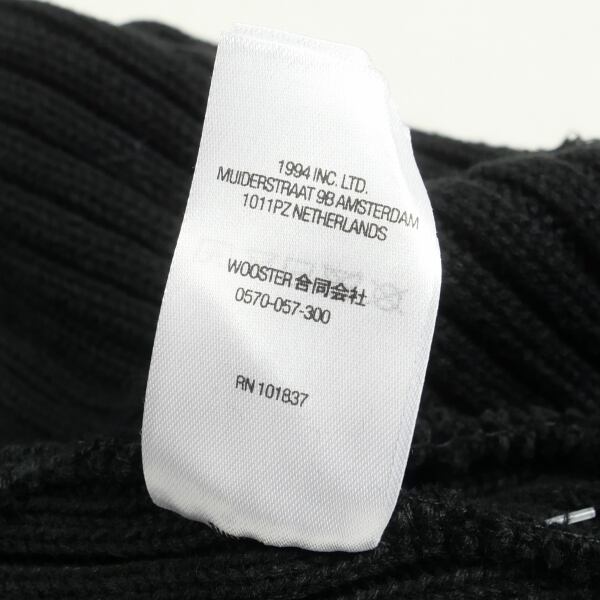 1994 INC. LTD.
MUIDERSTRAAT 9B AMSTERDAM
1011PZ NETHERLANDS
WOOSTER 合同会社
0570-057-300
RN 101837